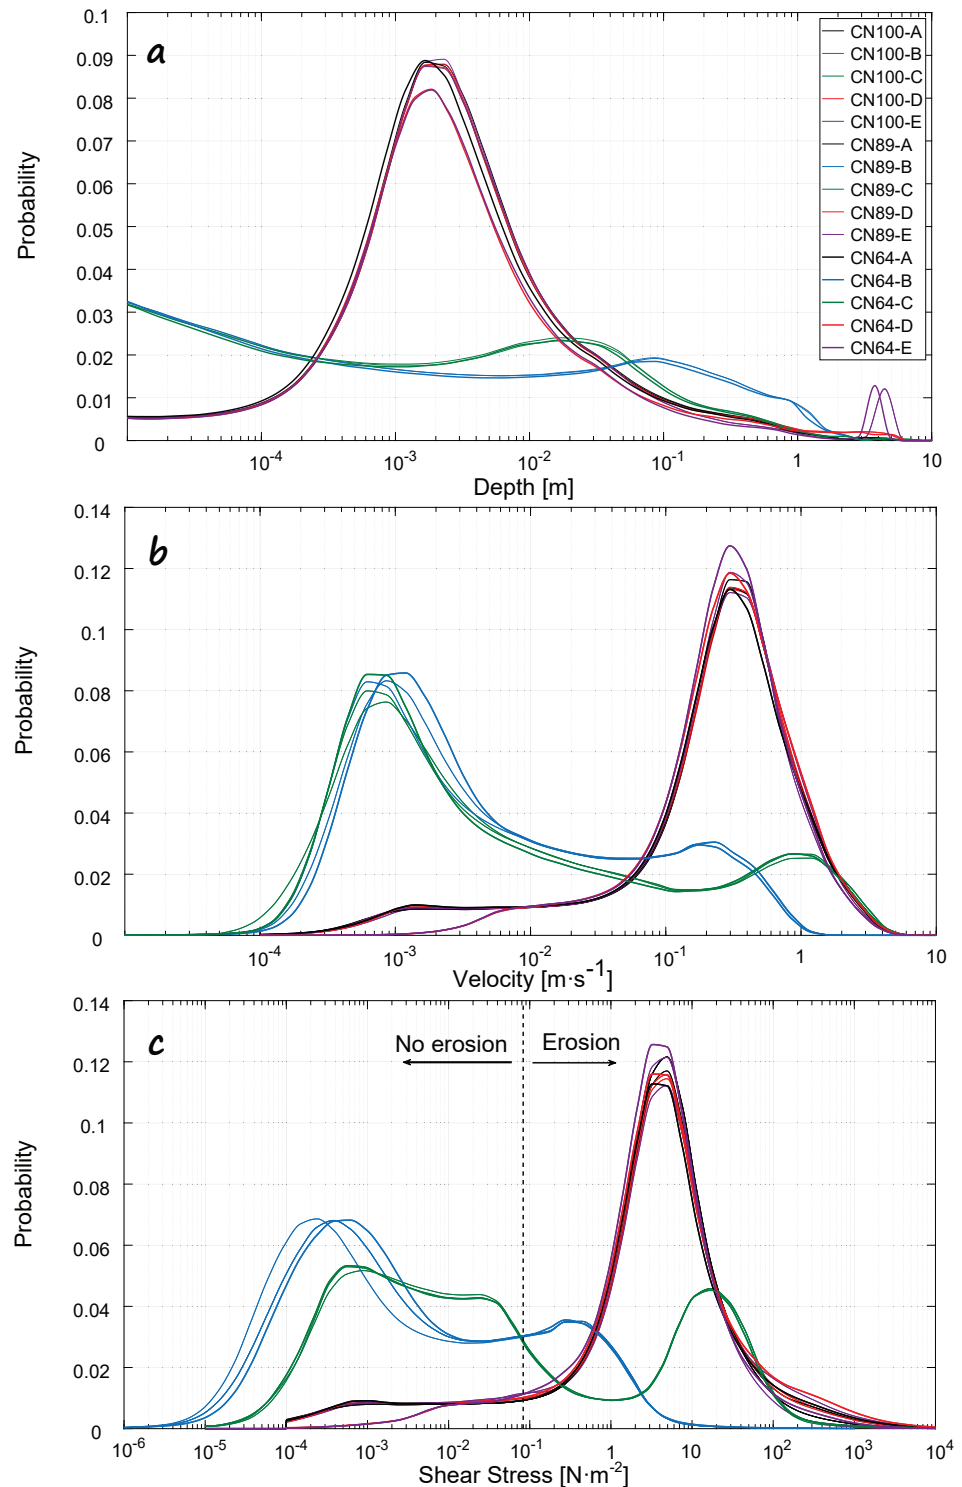 a
Probability
0.1
0.09
0.08
0.07
0.06
0.05
0.04
0.03
0.02
0.01
0
10-4
10-3
10-2
10-1
1
10
Depth [m]
CN100-A
CN100-B
CN100-C
CN100-D
CN100-E
CN89-A
CN89-B
CN89-C
CN89-D
CN89-E
CN64-A
CN64-B
CN64-C
CN64-D
CN64-E
b
Probability
0.14
0.12
0.1
0.08
0.06
0.04
0.02
0
10-4
10-3
10-2
10-1
1
10
Velocity [m·s-1]
c
No erosion
Erosion
Probability
0.14
0.12
0.1
0.08
0.06
0.04
0.02
0
10-6
10-5
10-4
10-3
10-2
10-1
1
10
102
103
104
Shear Stress [N·m-2]